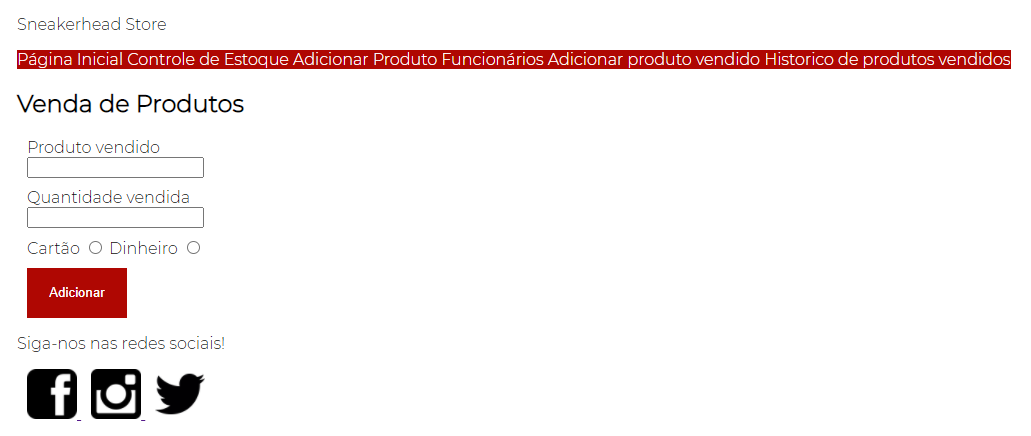 Sneakerhead Store
Página Inicial Controle de Estoque Adicionar Produto Funcionários Adicionar produto vendido Historico de produtos vendidos
Venda de Produtos
Produto vendido
Quantidade vendida
Cartão Dinheiro
Adicionar
Siga-nos nas redes sociais!